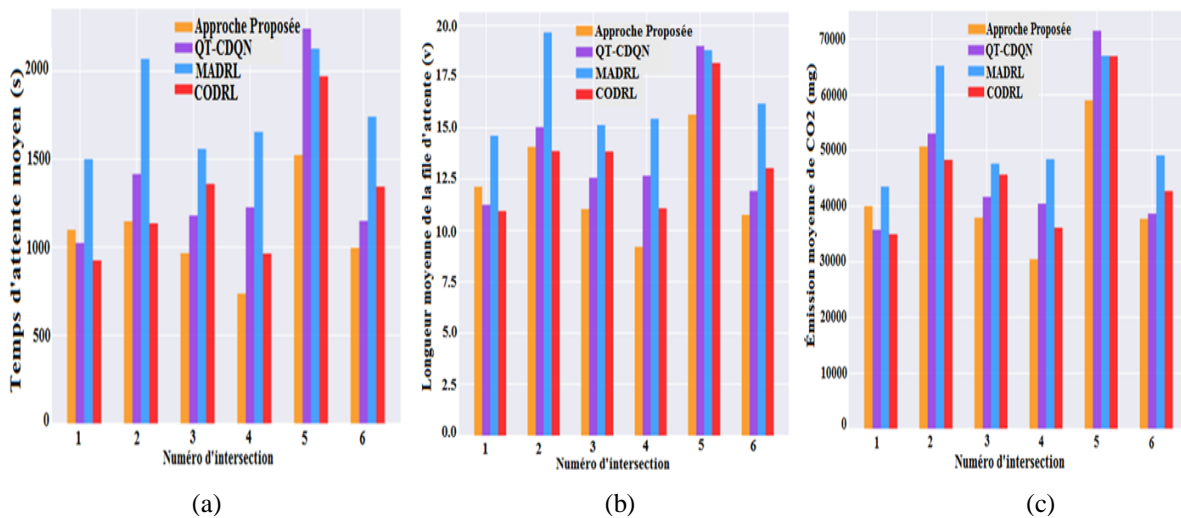 Temps d'attente moyen (s)
2000
1500
1000
500
0
Approche Proposée
QT-CDQN
MADRL
CODRL
1 2 3 4 5 6
Numéro d'intersection
(a)
Longueur moyenne de la file d'attente (v)
20.0
17.5
15.0
12.5
10.0
7.5
5.0
2.5
0.0
Approche Proposée
QT-CDQN
MADRL
CODRL
1 2 3 4 5 6
Numéro d'intersection
(b)
Émission moyenne de CO2 (mg)
70000
60000
50000
40000
30000
20000
10000
0
Approche Proposée
QT-CDQN
MADRL
CODRL
1 2 3 4 5 6
Numéro d'intersection
(c)